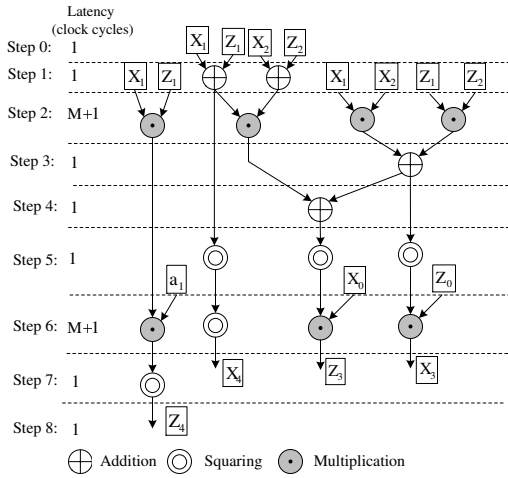 Latency
(clock cycles)
Step 0: 1
X₁ Z₁ X₂ Z₂
Step 1: 1
X₁ Z₁ X₁ X₂ Z₁ Z₂
Step 2: M+1
Step 3: 1
Step 4: 1
Step 5: 1
a₁ X₀ Z₀
Step 6: M+1
X₄ Z₃ X₃
Step 7: 1
Z₄
Step 8: 1
Addition Squaring Multiplication